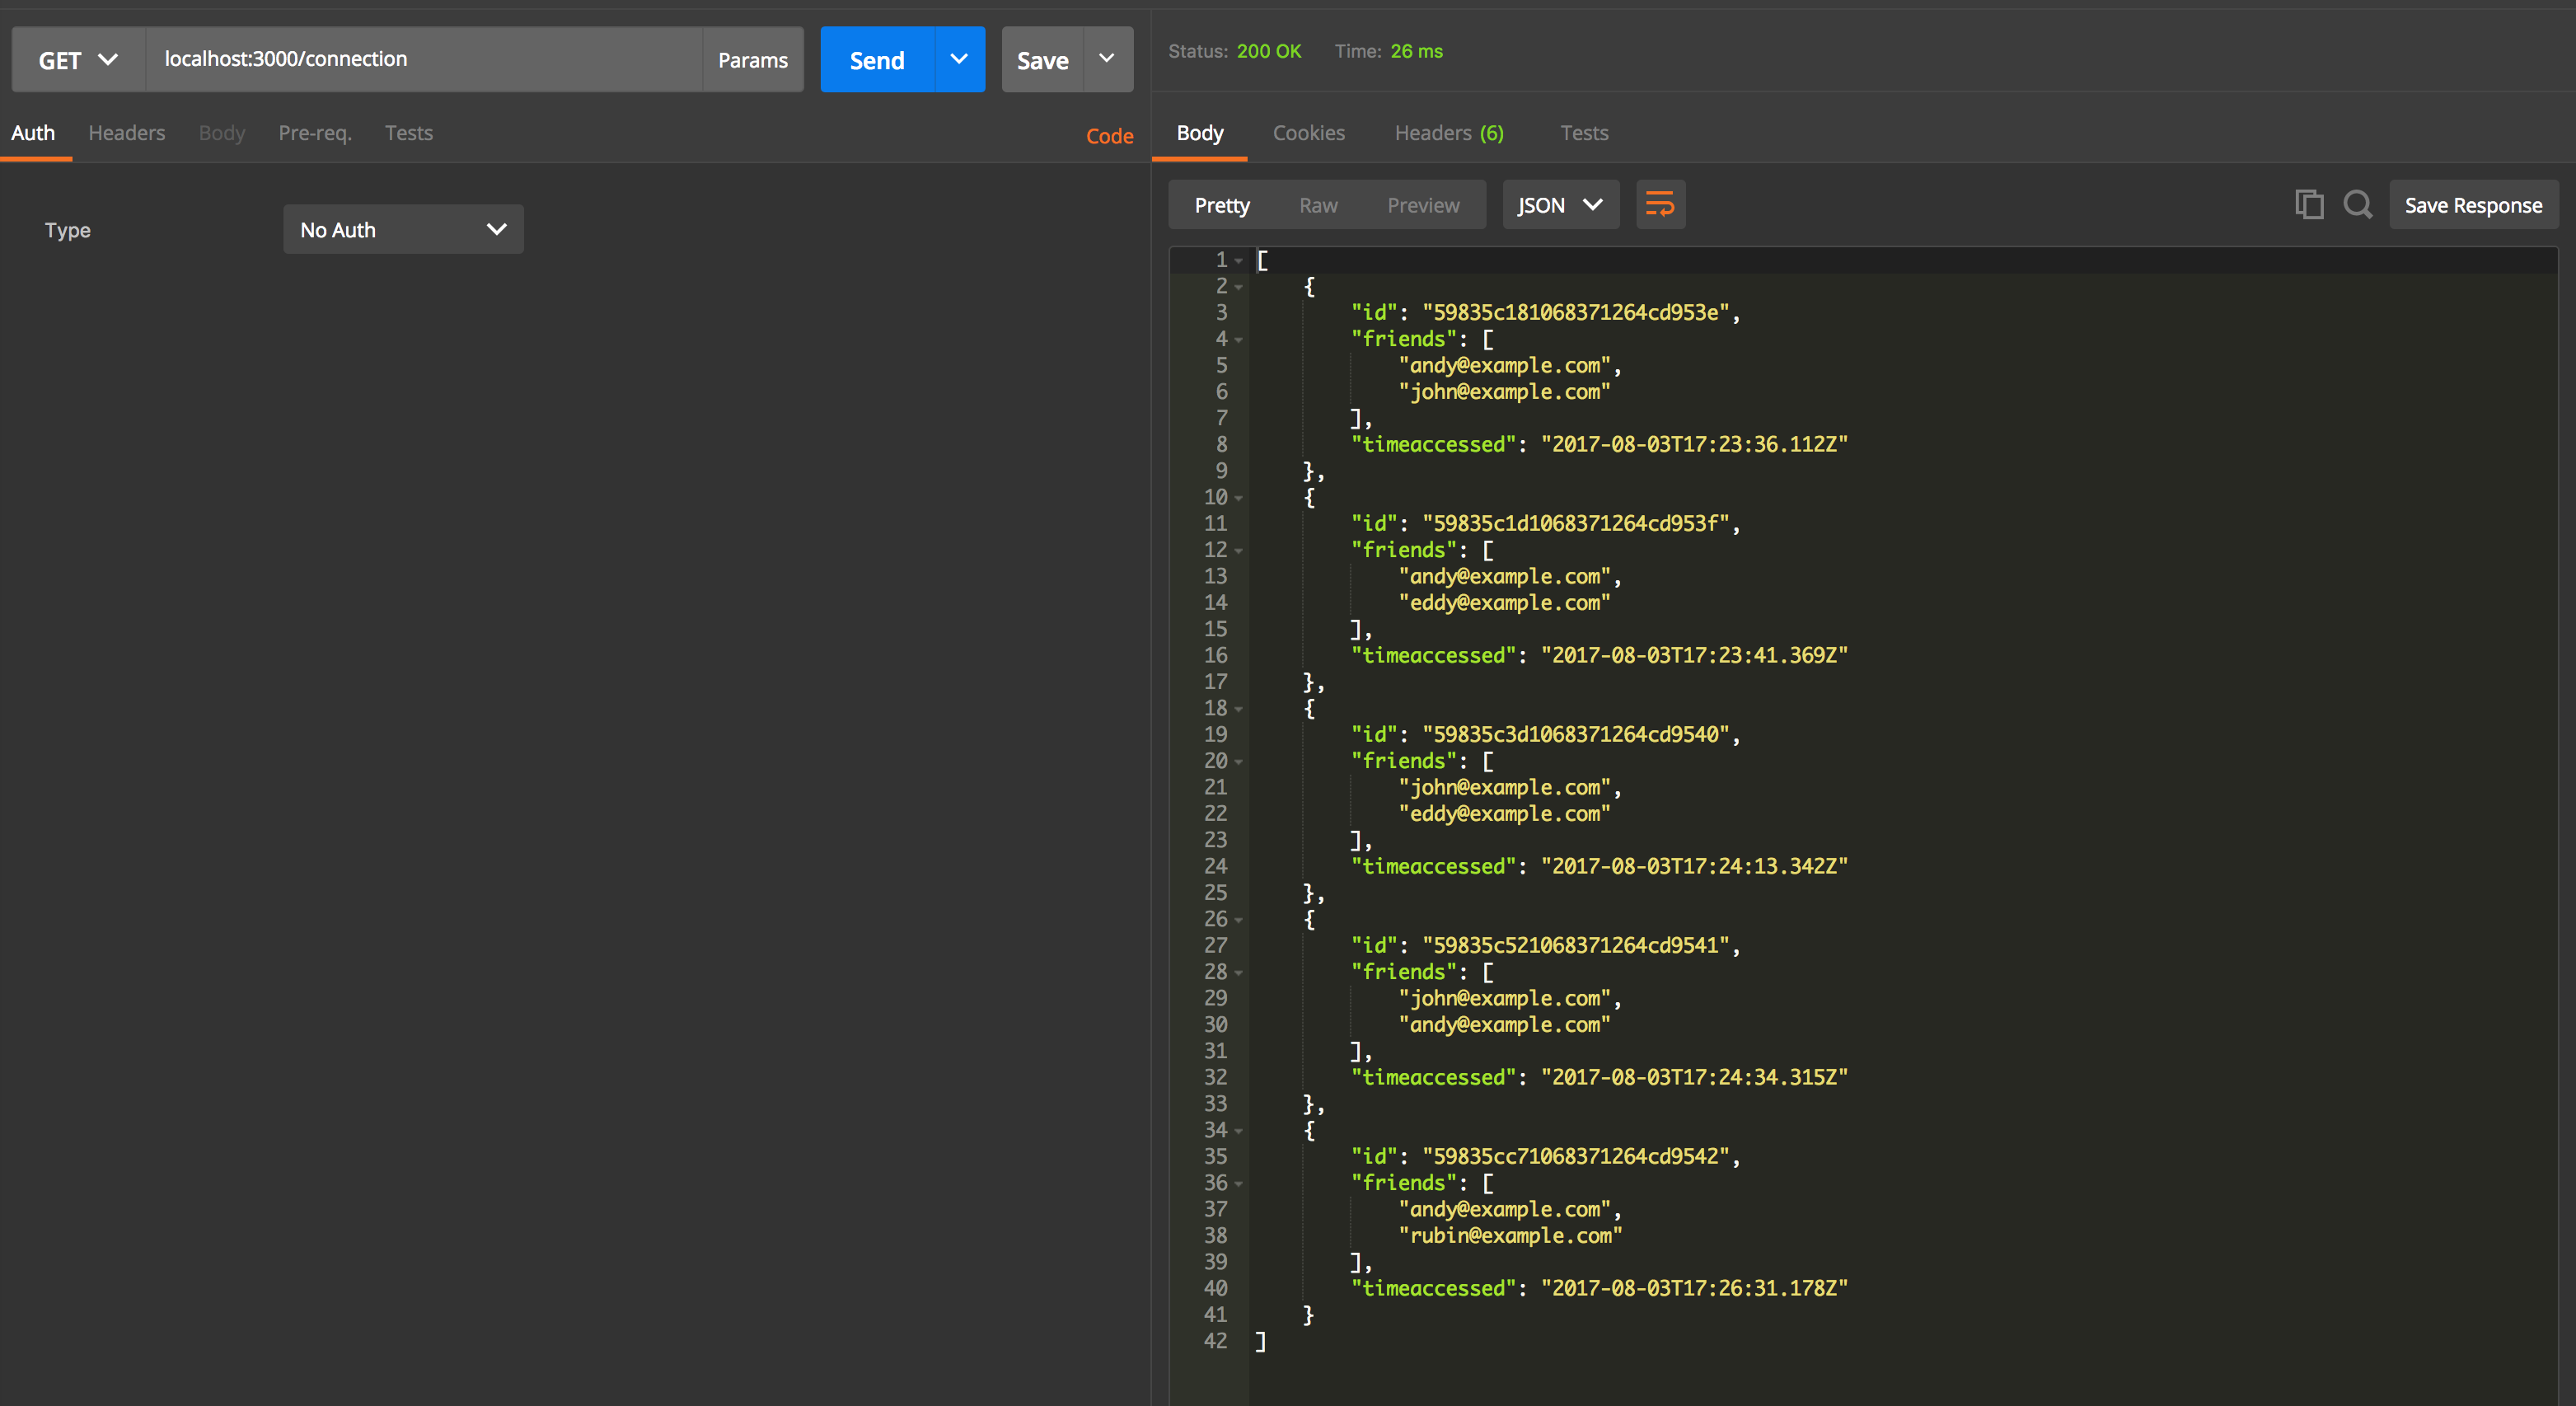 GET localhost:3000/connection Params Send Save
Status: 200 OK Time: 26 ms
Auth Headers Body Pre-req. Tests Code
Body Cookies Headers (6) Tests
Type No Auth
Pretty Raw Preview JSON Save Response
1 [
2 {
3 "id": "59835c181068371264cd953e",
4 "friends": [
5 "andy@example.com",
6 "john@example.com"
7 ],
8 "timeaccessed": "2017-08-03T17:23:36.112Z"
9 },
10 {
11 "id": "59835c1d1068371264cd953f",
12 "friends": [
13 "andy@example.com",
14 "eddy@example.com"
15 ],
16 "timeaccessed": "2017-08-03T17:23:41.369Z"
17 },
18 {
19 "id": "59835c3d1068371264cd9540",
20 "friends": [
21 "john@example.com",
22 "eddy@example.com"
23 ],
24 "timeaccessed": "2017-08-03T17:24:13.342Z"
25 },
26 {
27 "id": "59835c521068371264cd9541",
28 "friends": [
29 "john@example.com",
30 "andy@example.com"
31 ],
32 "timeaccessed": "2017-08-03T17:24:34.315Z"
33 },
34 {
35 "id": "59835cc71068371264cd9542",
36 "friends": [
37 "andy@example.com",
38 "rubin@example.com"
39 ],
40 "timeaccessed": "2017-08-03T17:26:31.178Z"
41 }
42 ]